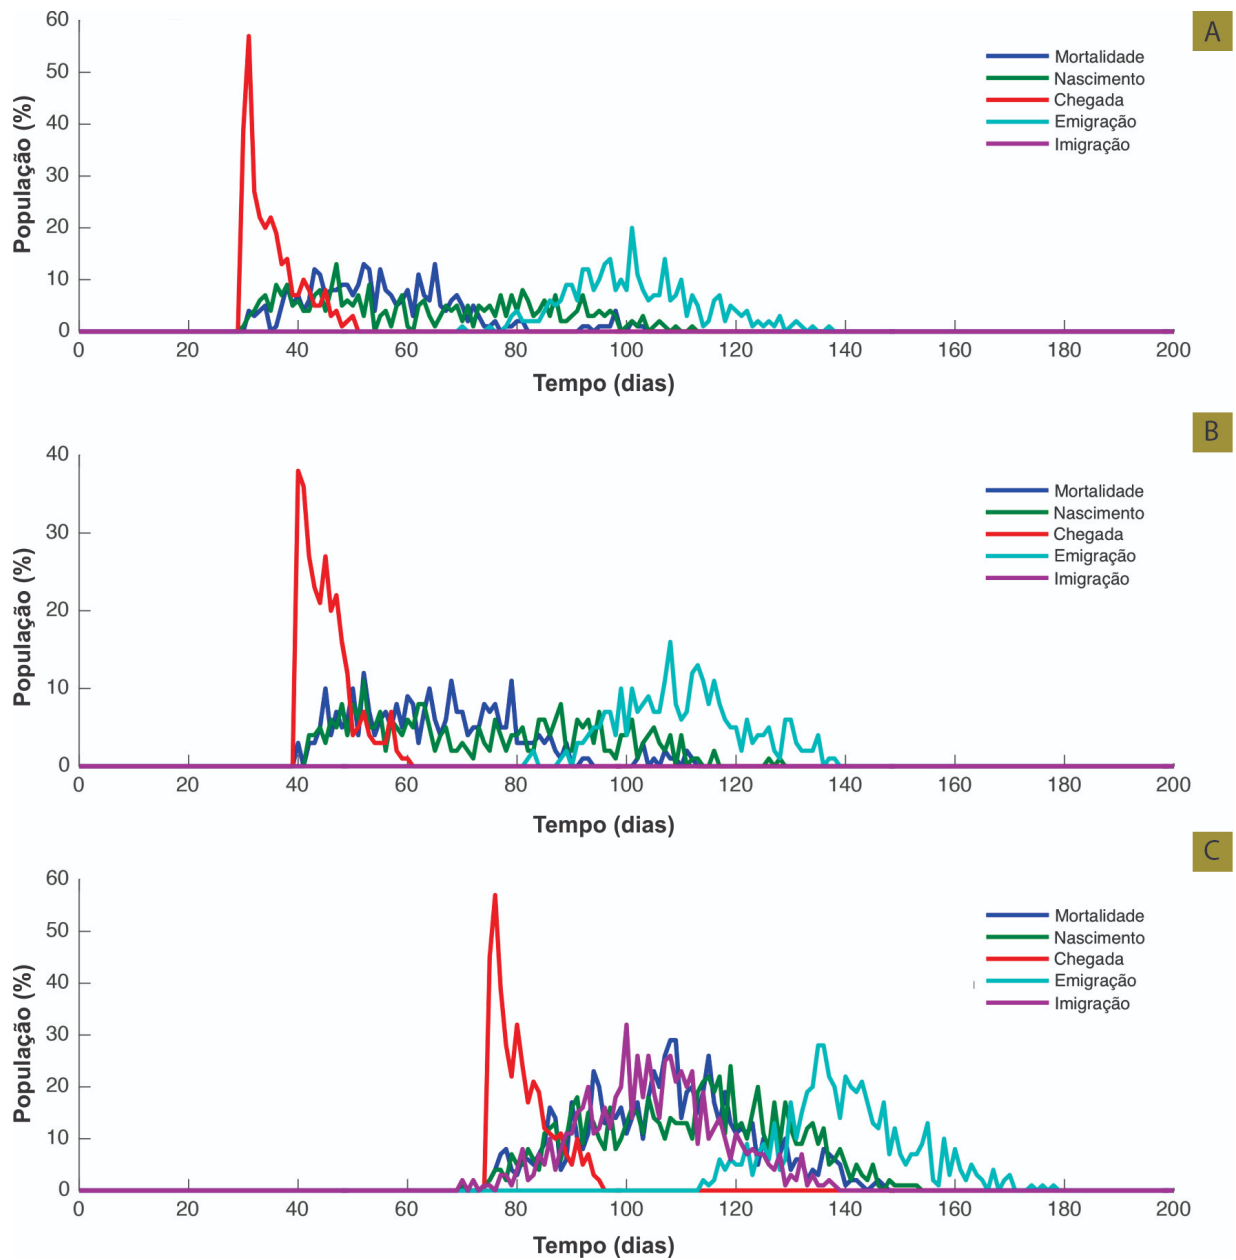 A
60
50
40
30
20
10
0
População (%)
Mortalidade
Nascimento
Chegada
Emigração
Imigração
0 20 40 60 80 100 120 140 160 180 200
Tempo (dias)
B
40
30
20
10
0
População (%)
Mortalidade
Nascimento
Chegada
Emigração
Imigração
0 20 40 60 80 100 120 140 160 180 200
Tempo (dias)
C
60
50
40
30
20
10
0
População (%)
Mortalidade
Nascimento
Chegada
Emigração
Imigração
0 20 40 60 80 100 120 140 160 180 200
Tempo (dias)